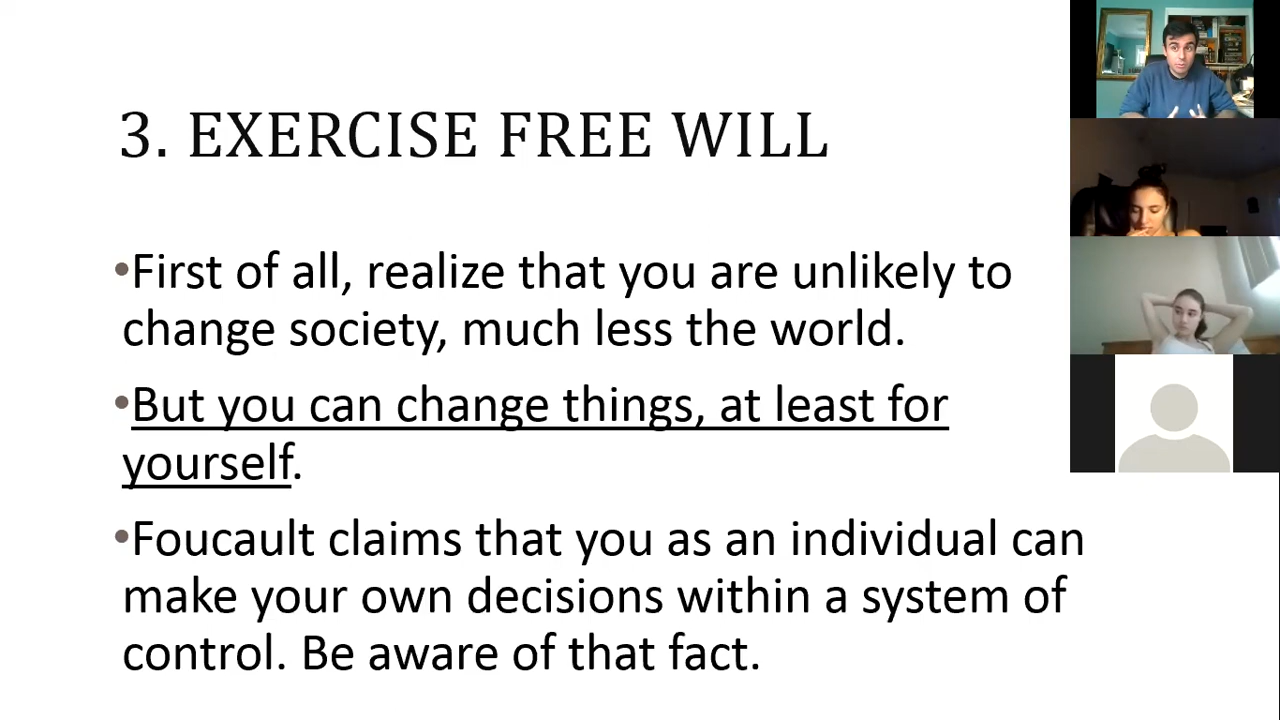 3. EXERCISE FREE WILL
•First of all, realize that you are unlikely to
change society, much less the world.
•But you can change things, at least for
yourself.
•Foucault claims that you as an individual can
make your own decisions within a system of
control. Be aware of that fact.